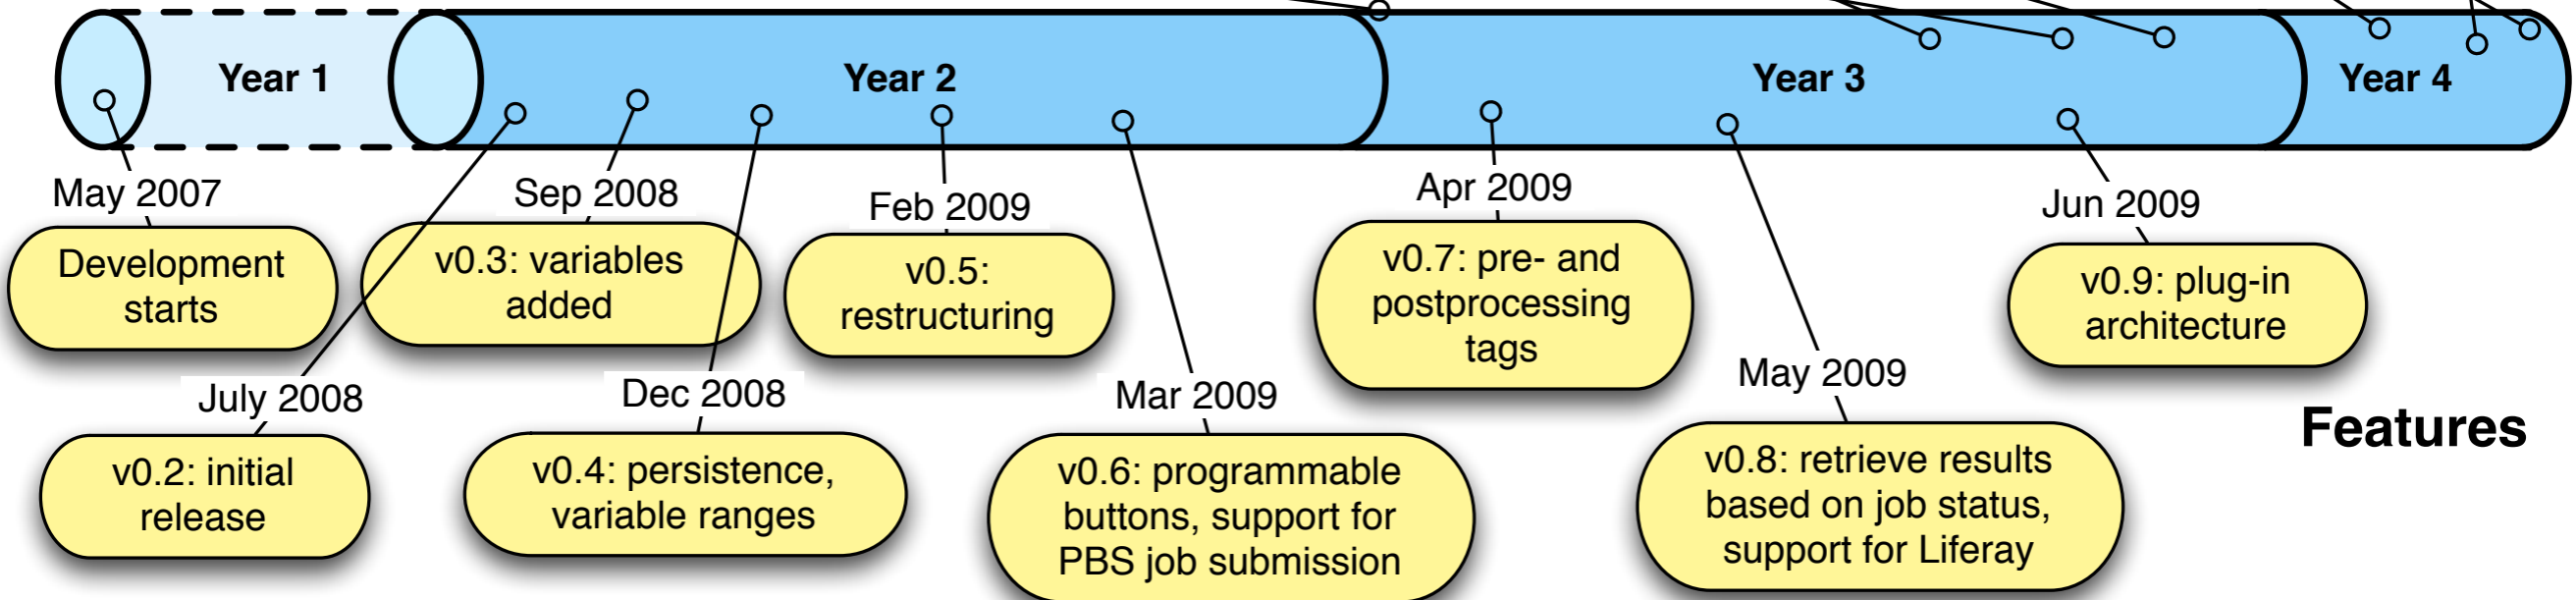 Year 1
Year 2
Year 3
Year 4
May 2007
Development
starts
July 2008
v0.2: initial
release
Sep 2008
v0.3: variables
added
Dec 2008
v0.4: persistence,
variable ranges
Feb 2009
v0.5:
restructuring
Mar 2009
v0.6: programmable
buttons, support for
PBS job submission
Apr 2009
v0.7: pre- and
postprocessing
tags
May 2009
v0.8: retrieve results
based on job status,
support for Liferay
Jun 2009
v0.9: plug-in
architecture
Features